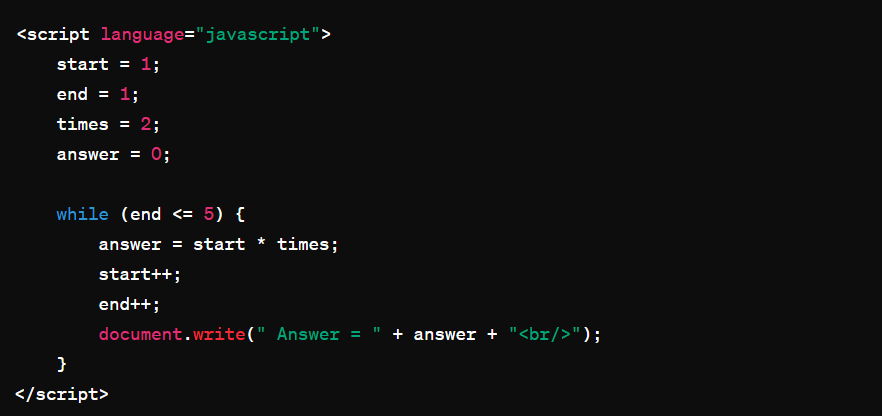 <script language="javascript">
    start = 1;
    end = 1;
    times = 2;
    answer = 0;

    while (end <= 5) {
        answer = start * times;
        start++;
        end++;
        document.write(" Answer = " + answer + "<br/>");
    }
</script>